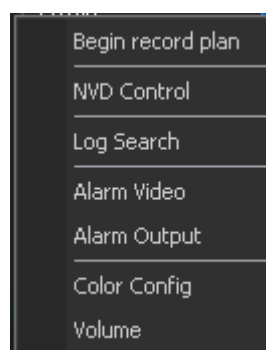 Begin record plan
NVD Control
Log Search
Alarm Video
Alarm Output
Color Config
Volume